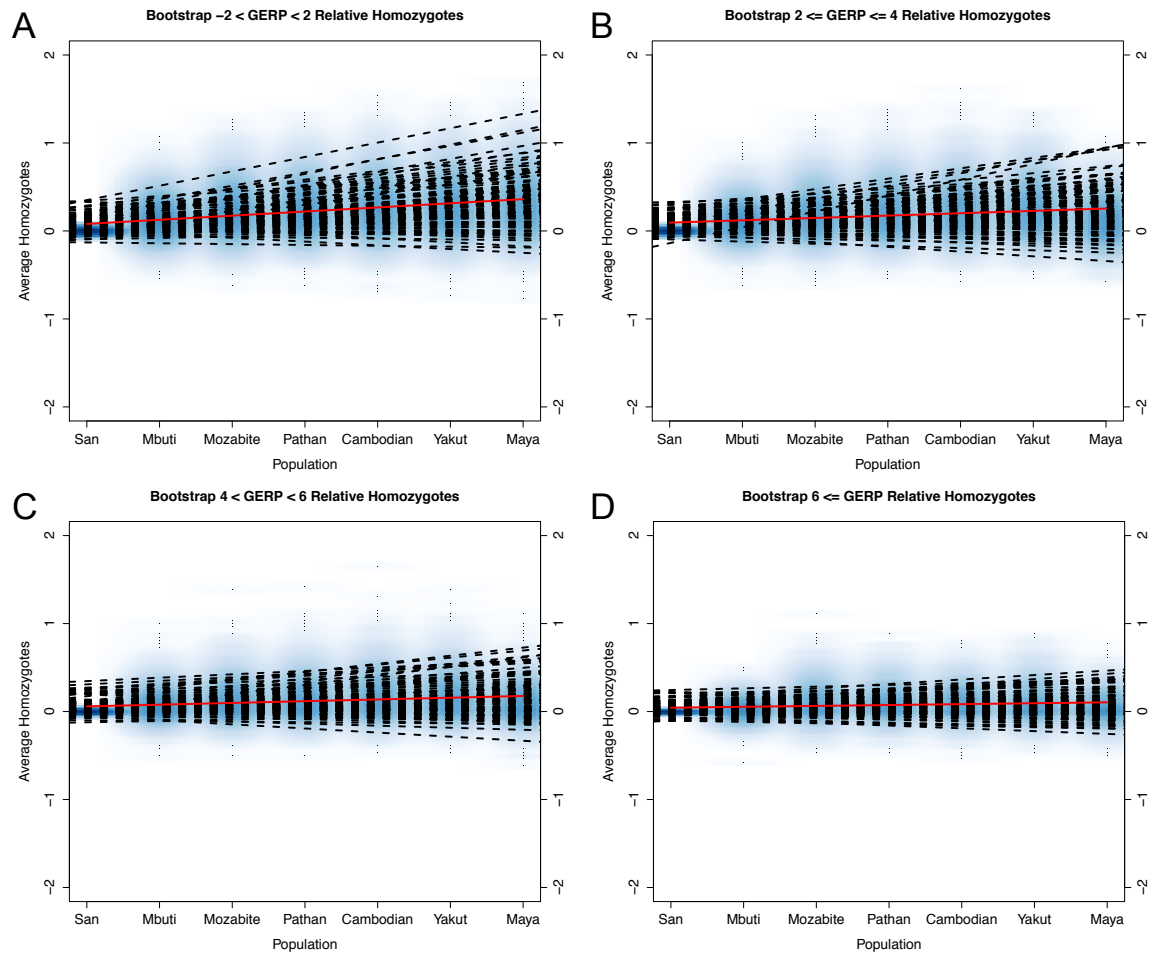 A
Bootstrap −2 < GERP < 2 Relative Homozygotes
2
1
0
−1
−2
2
1
0
−1
−2
Average Homozygotes
San Mbuti Mozabite Pathan Cambodian Yakut Maya
Population
B
Bootstrap 2 <= GERP <= 4 Relative Homozygotes
2
1
0
−1
−2
2
1
0
−1
−2
Average Homozygotes
San Mbuti Mozabite Pathan Cambodian Yakut Maya
Population
C
Bootstrap 4 < GERP < 6 Relative Homozygotes
2
1
0
−1
−2
2
1
0
−1
−2
Average Homozygotes
San Mbuti Mozabite Pathan Cambodian Yakut Maya
Population
D
Bootstrap 6 <= GERP Relative Homozygotes
2
1
0
−1
−2
2
1
0
−1
−2
Average Homozygotes
San Mbuti Mozabite Pathan Cambodian Yakut Maya
Population